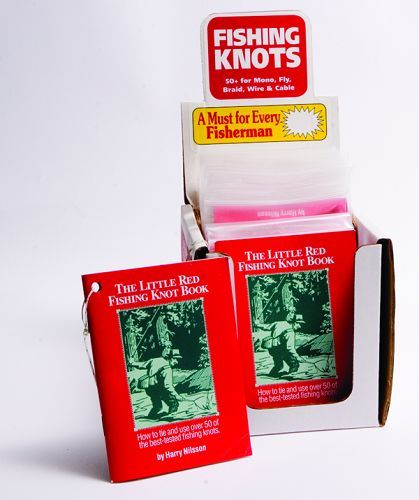 FISHING
KNOTS
50+ for Mono, Fly,
Braid, Wire & Cable
A Must for Every
Fisherman
by Harry Nilsson
THE LITTLE RED
FISHING KNOT BOOK
How to tie and use over 50 of
the best-tested fishing knots.
THE LITTLE RED
FISHING KNOT BOOK
How to tie and use over 50 of
the best-tested fishing knots.
by Harry Nilsson